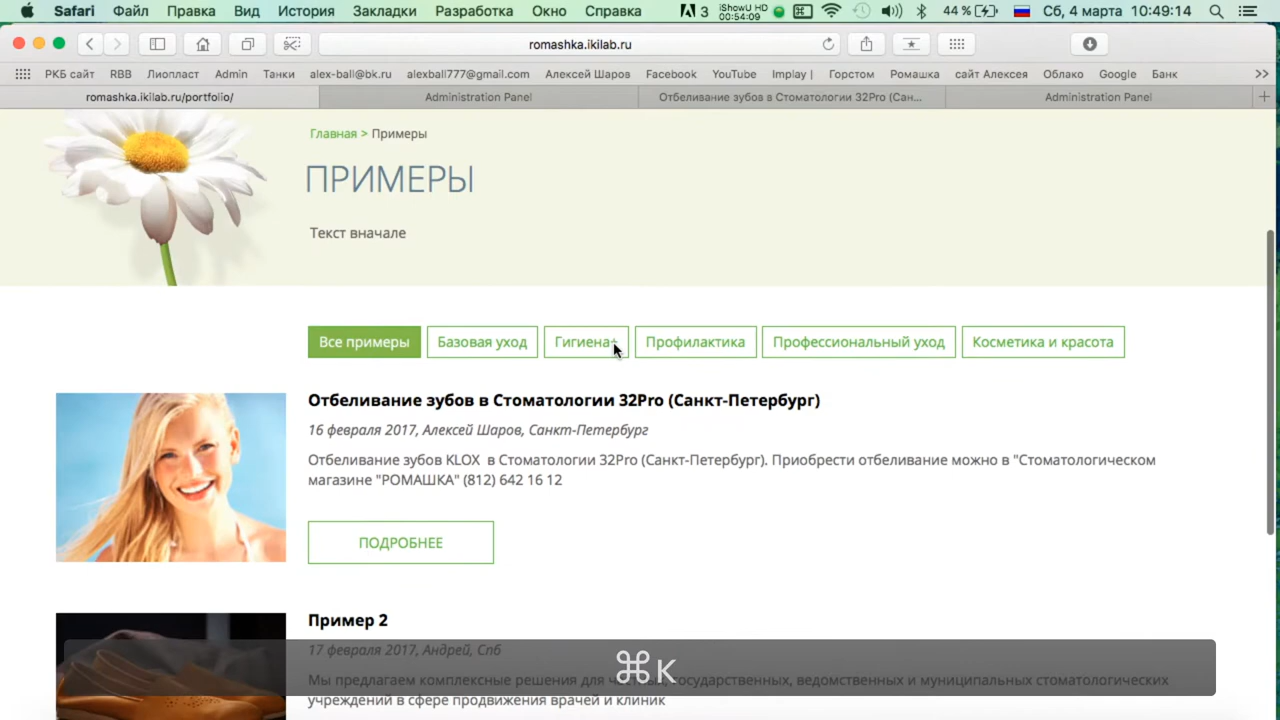 Safari Файл Правка Вид История Закладки Разработка Окно Справка 3 iShowU HD 00:54:09 44 % Сб, 4 марта 10:49:14
romashka.ikilab.ru
РКБ сайт RBB Лиопласт Admin Танки alex-ball@bk.ru alexball777@gmail.com Алексей Шаров Facebook YouTube Implay | Горстом Ромашка сайт Алексея Облако Google Банк >>
romashka.ikilab.ru/portfolio/ Administration Panel Отбеливание зубов в Стоматологии 32Pro (Сан... Administration Panel
Главная > Примеры
ПРИМЕРЫ
Текст вначале
Все примеры Базовая уход Гигиена+ Профилактика Профессиональный уход Косметика и красота
Отбеливание зубов в Стоматологии 32Pro (Санкт-Петербург)
16 февраля 2017, Алексей Шаров, Санкт-Петербург
Отбеливание зубов KLOX в Стоматологии 32Pro (Санкт-Петербург). Приобрести отбеливание можно в "Стоматологическом
магазине "РОМАШКА" (812) 642 16 12
ПОДРОБНЕЕ
Пример 2
17 февраля 2017, Андрей, Спб
⌘K
Мы предлагаем комплексные решения для государственных, ведомственных и муниципальных стоматологических
учреждений в сфере продвижения врачей и клиник